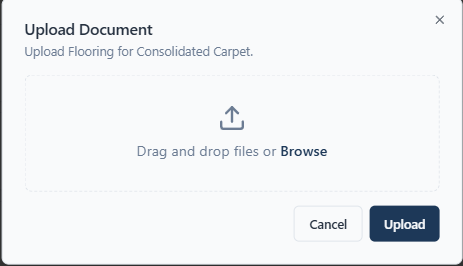 Upload Document
Upload Flooring for Consolidated Carpet.
Drag and drop files or Browse
Cancel
Upload